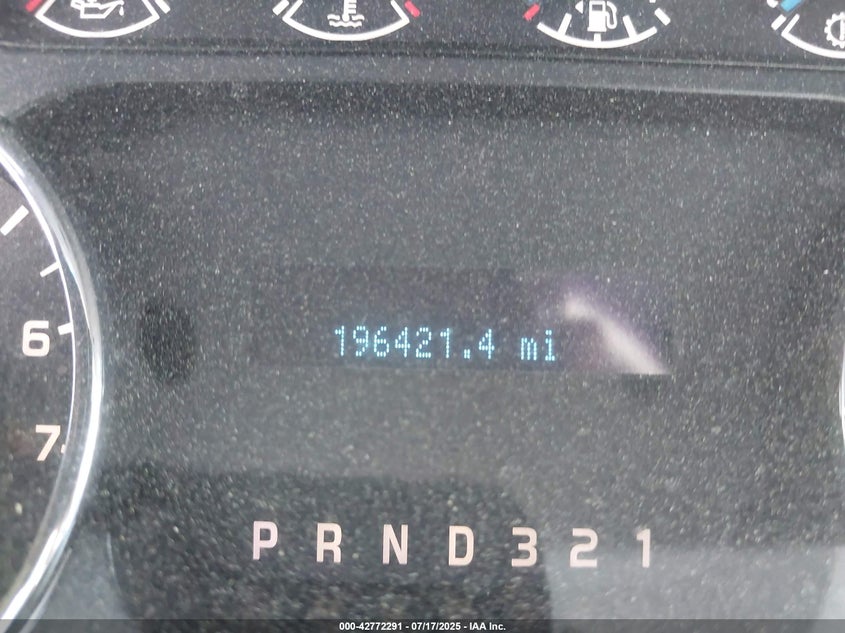 196421.4 mi
6
7
P R N D 3 2 1
000-42772291 - 07/17/2025 - IAA Inc.